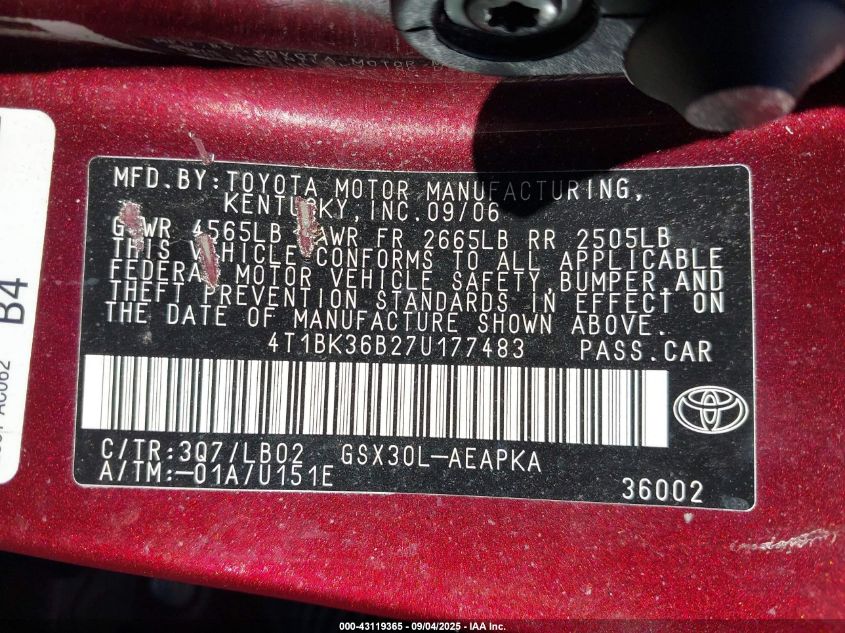 TOYOTA MOTOR
MFD.BY:TOYOTA MOTOR MANUFACTURING,
KENTUCKY, INC.09/06
GVWR 4565LB GAWR FR 2665LB RR 2505LB
THIS VEHICLE CONFORMS TO ALL APPLICABLE
FEDERAL MOTOR VEHICLE SAFETY,BUMPER,AND
THEFT PREVENTION STANDARDS IN EFFECT ON
THE DATE OF MANUFACTURE SHOWN ABOVE.
4T1BK36B27U177483 PASS.CAR
C/TR:3Q7/LB02 GSX30L-AEAPKA
A/TM:-01A/U151E
36002
B4
AC062
000-43119365 - 09/04/2025 - IAA Inc.